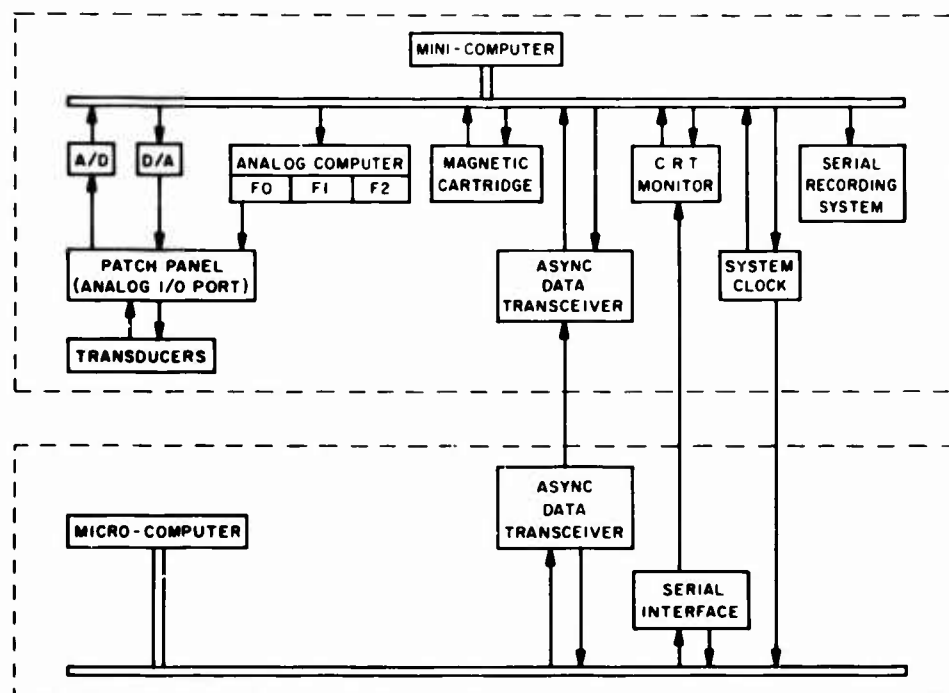 MINI-COMPUTER
A/D
D/A
ANALOG COMPUTER
F0 F1 F2
MAGNETIC
CARTRIDGE
CRT
MONITOR
SERIAL
RECORDING
SYSTEM
PATCH PANEL
(ANALOG I/O PORT)
ASYNC
DATA
TRANSCEIVER
SYSTEM
CLOCK
TRANSDUCERS
MICRO-COMPUTER
ASYNC
DATA
TRANSCEIVER
SERIAL
INTERFACE